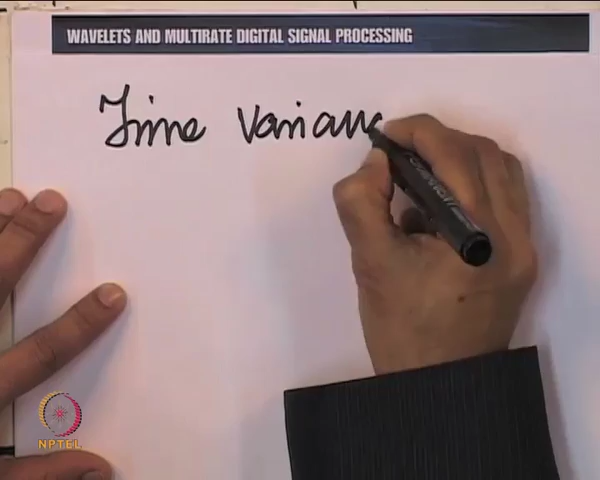 WAVELETS AND MULTIRATE DIGITAL SIGNAL PROCESSING
Time Varianc
NPTEL